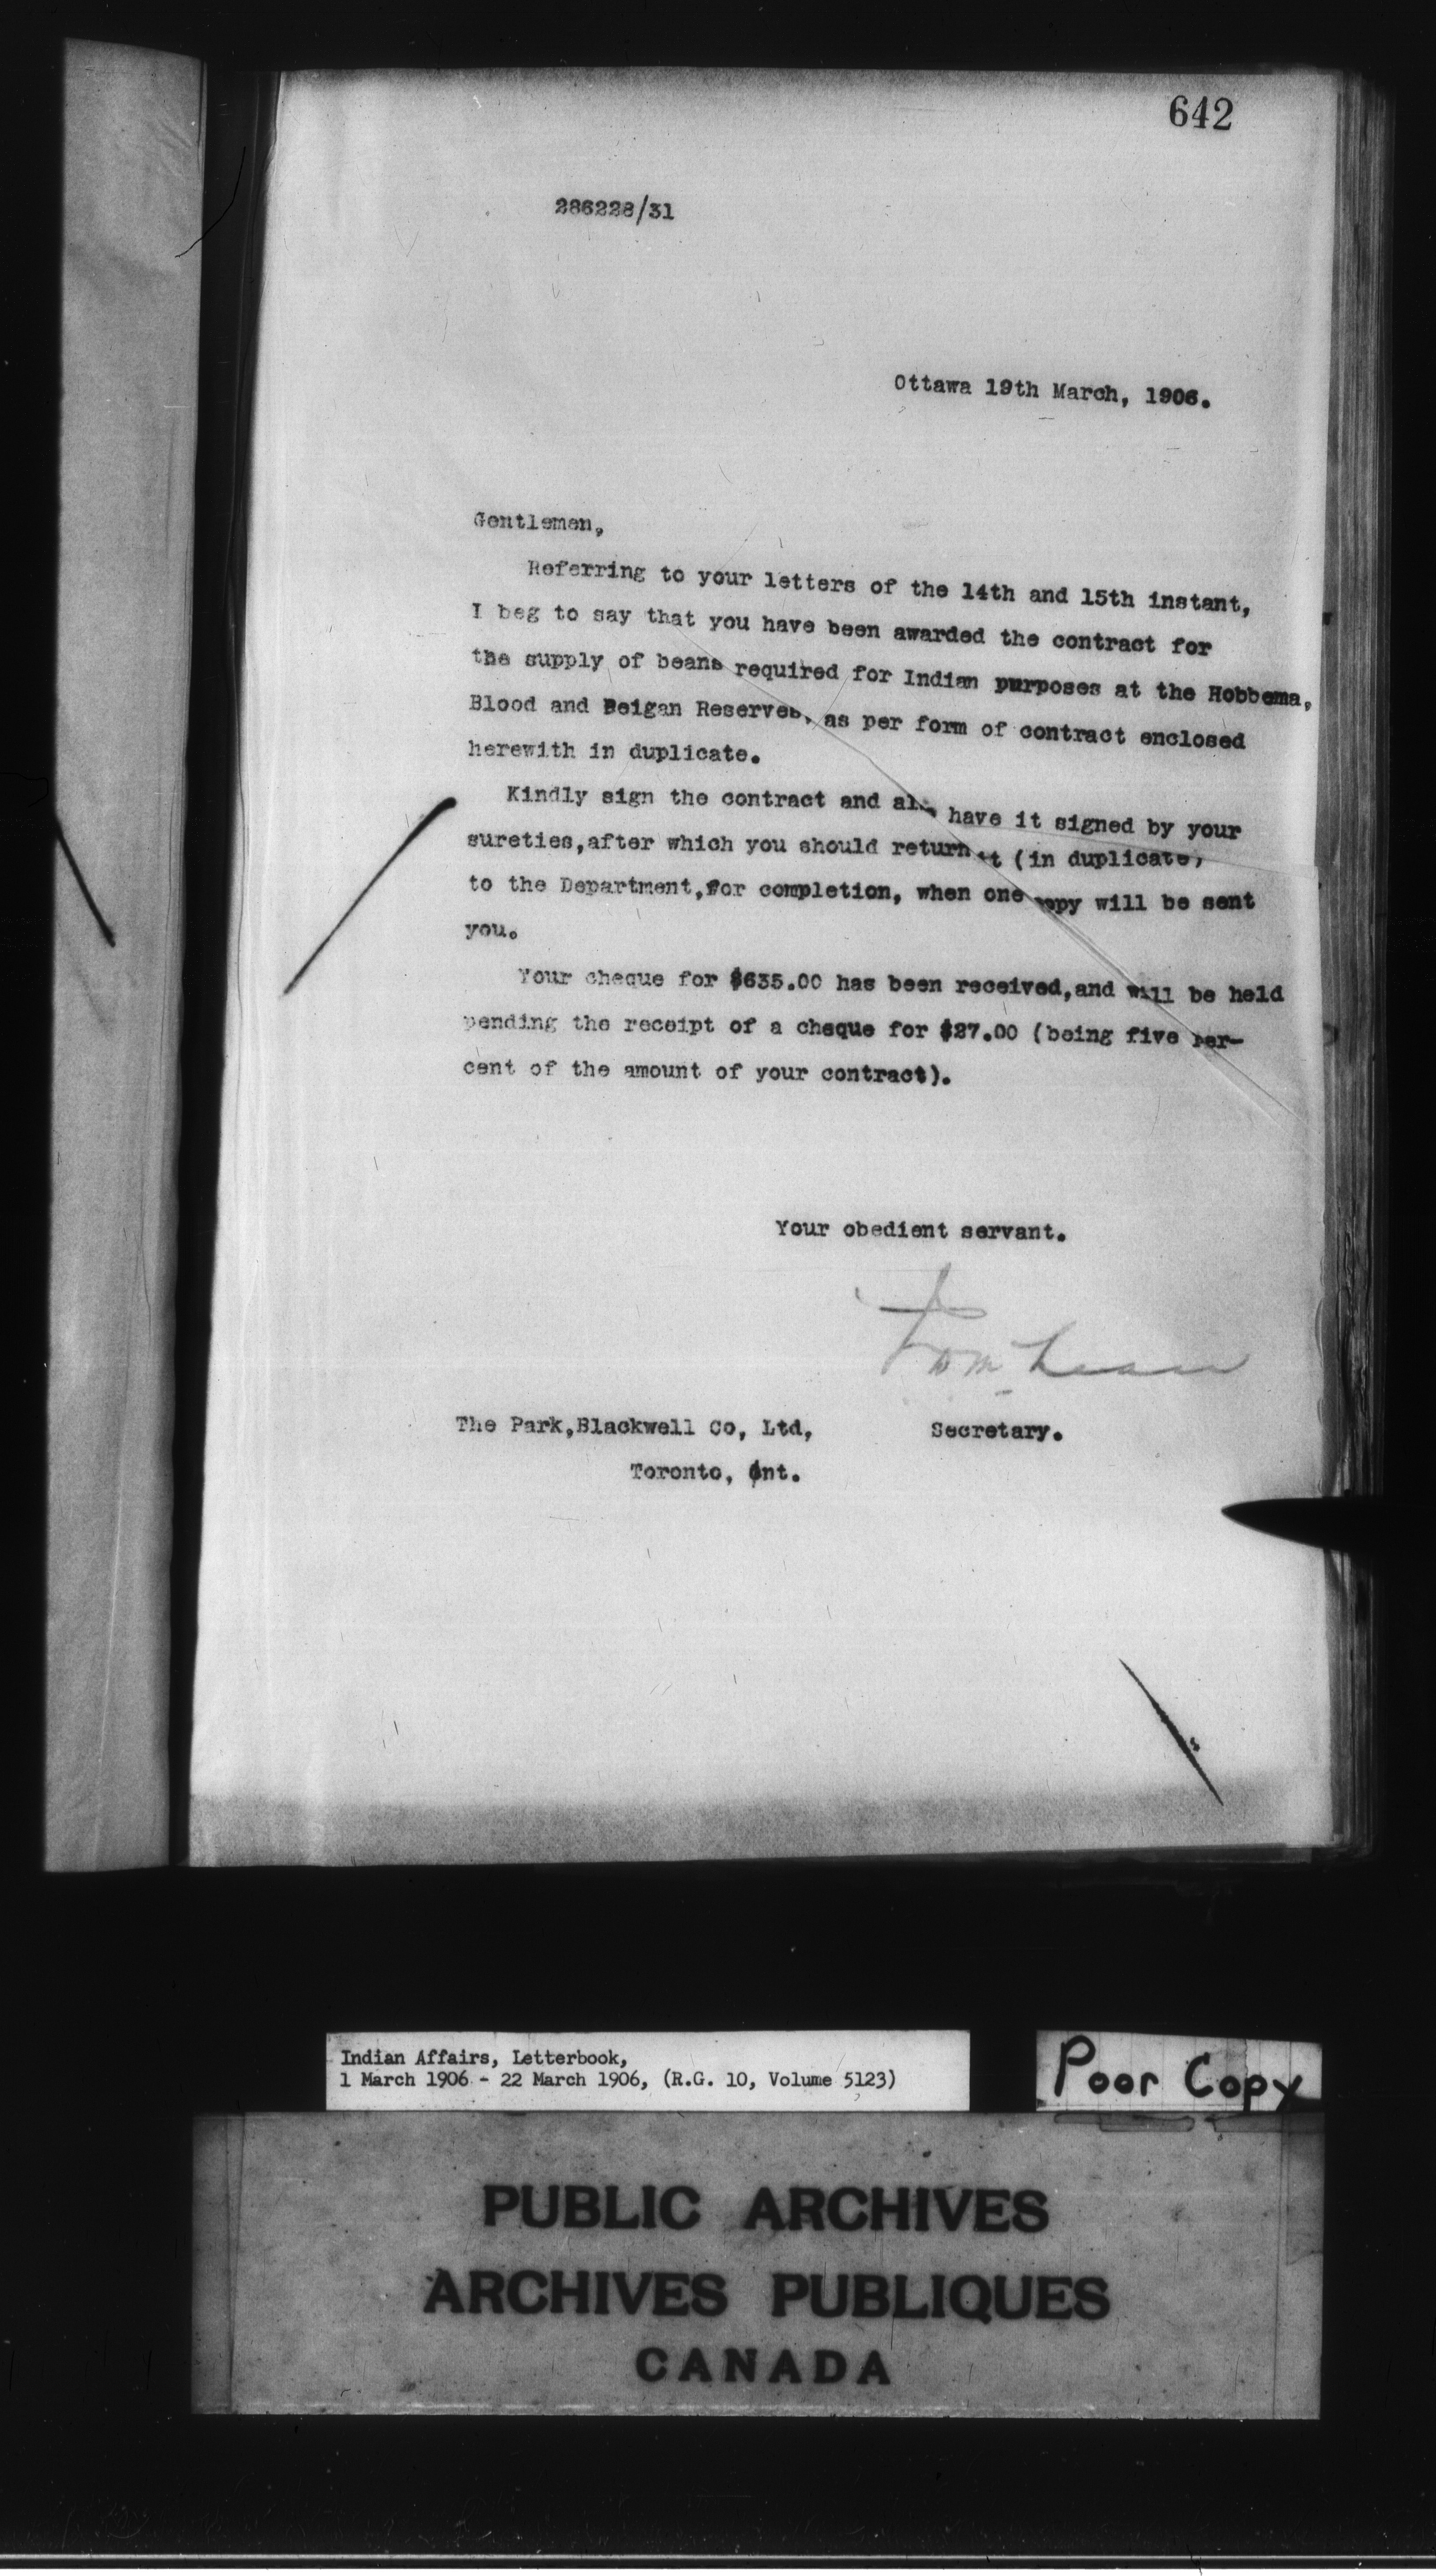 642
286228/31
Ottawa 19th March, 1906.
Gentlemen,
Referring to your letters of the 14th and 15th instant,
I beg to say that you have been awarded the contract for
the supply of beans required for Indian purposes at the Hobbema,
Blood and Peigan Reserves, as per form of contract enclosed
herewith in duplicate.
Kindly sign the contract and also have it signed by your
sureties,after which you should return it (in duplicate)
to the Department,for completion, when one copy will be sent
you.
Your cheque for $635.00 has been received,and will be held
pending the receipt of a cheque for $27.00 (being five per-
cent of the amount of your contract).
Your obedient servant.
The Park,Blackwell Co, Ltd,
Secretary.
Toronto, Ont.
Indian Affairs, Letterbook,
1 March 1906 - 22 March 1906, (R.G. 10, Volume 5123)
Poor Copy
PUBLIC ARCHIVES
ARCHIVES PUBLIQUES
CANADA